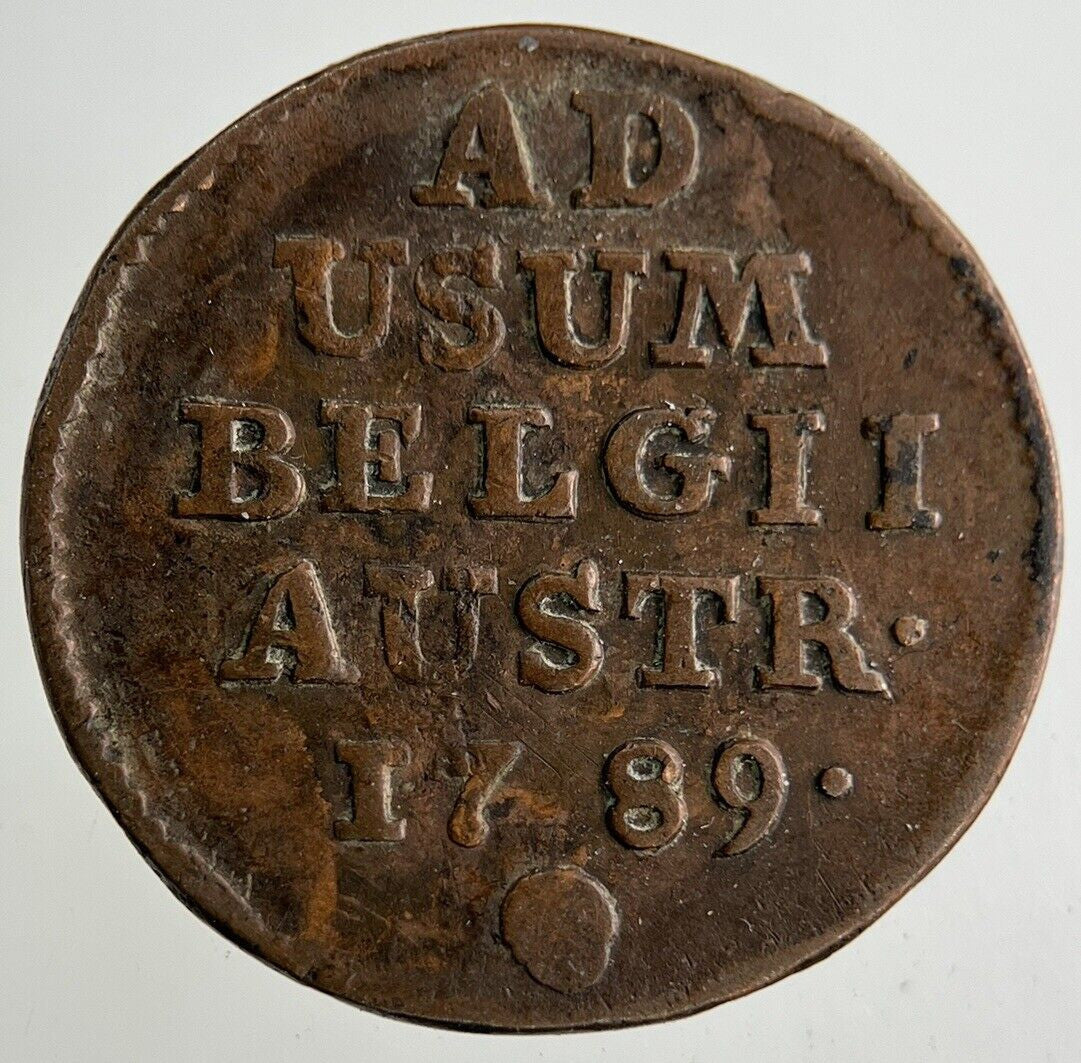 AD
USUM
BELGII
AUSTR·
1789·